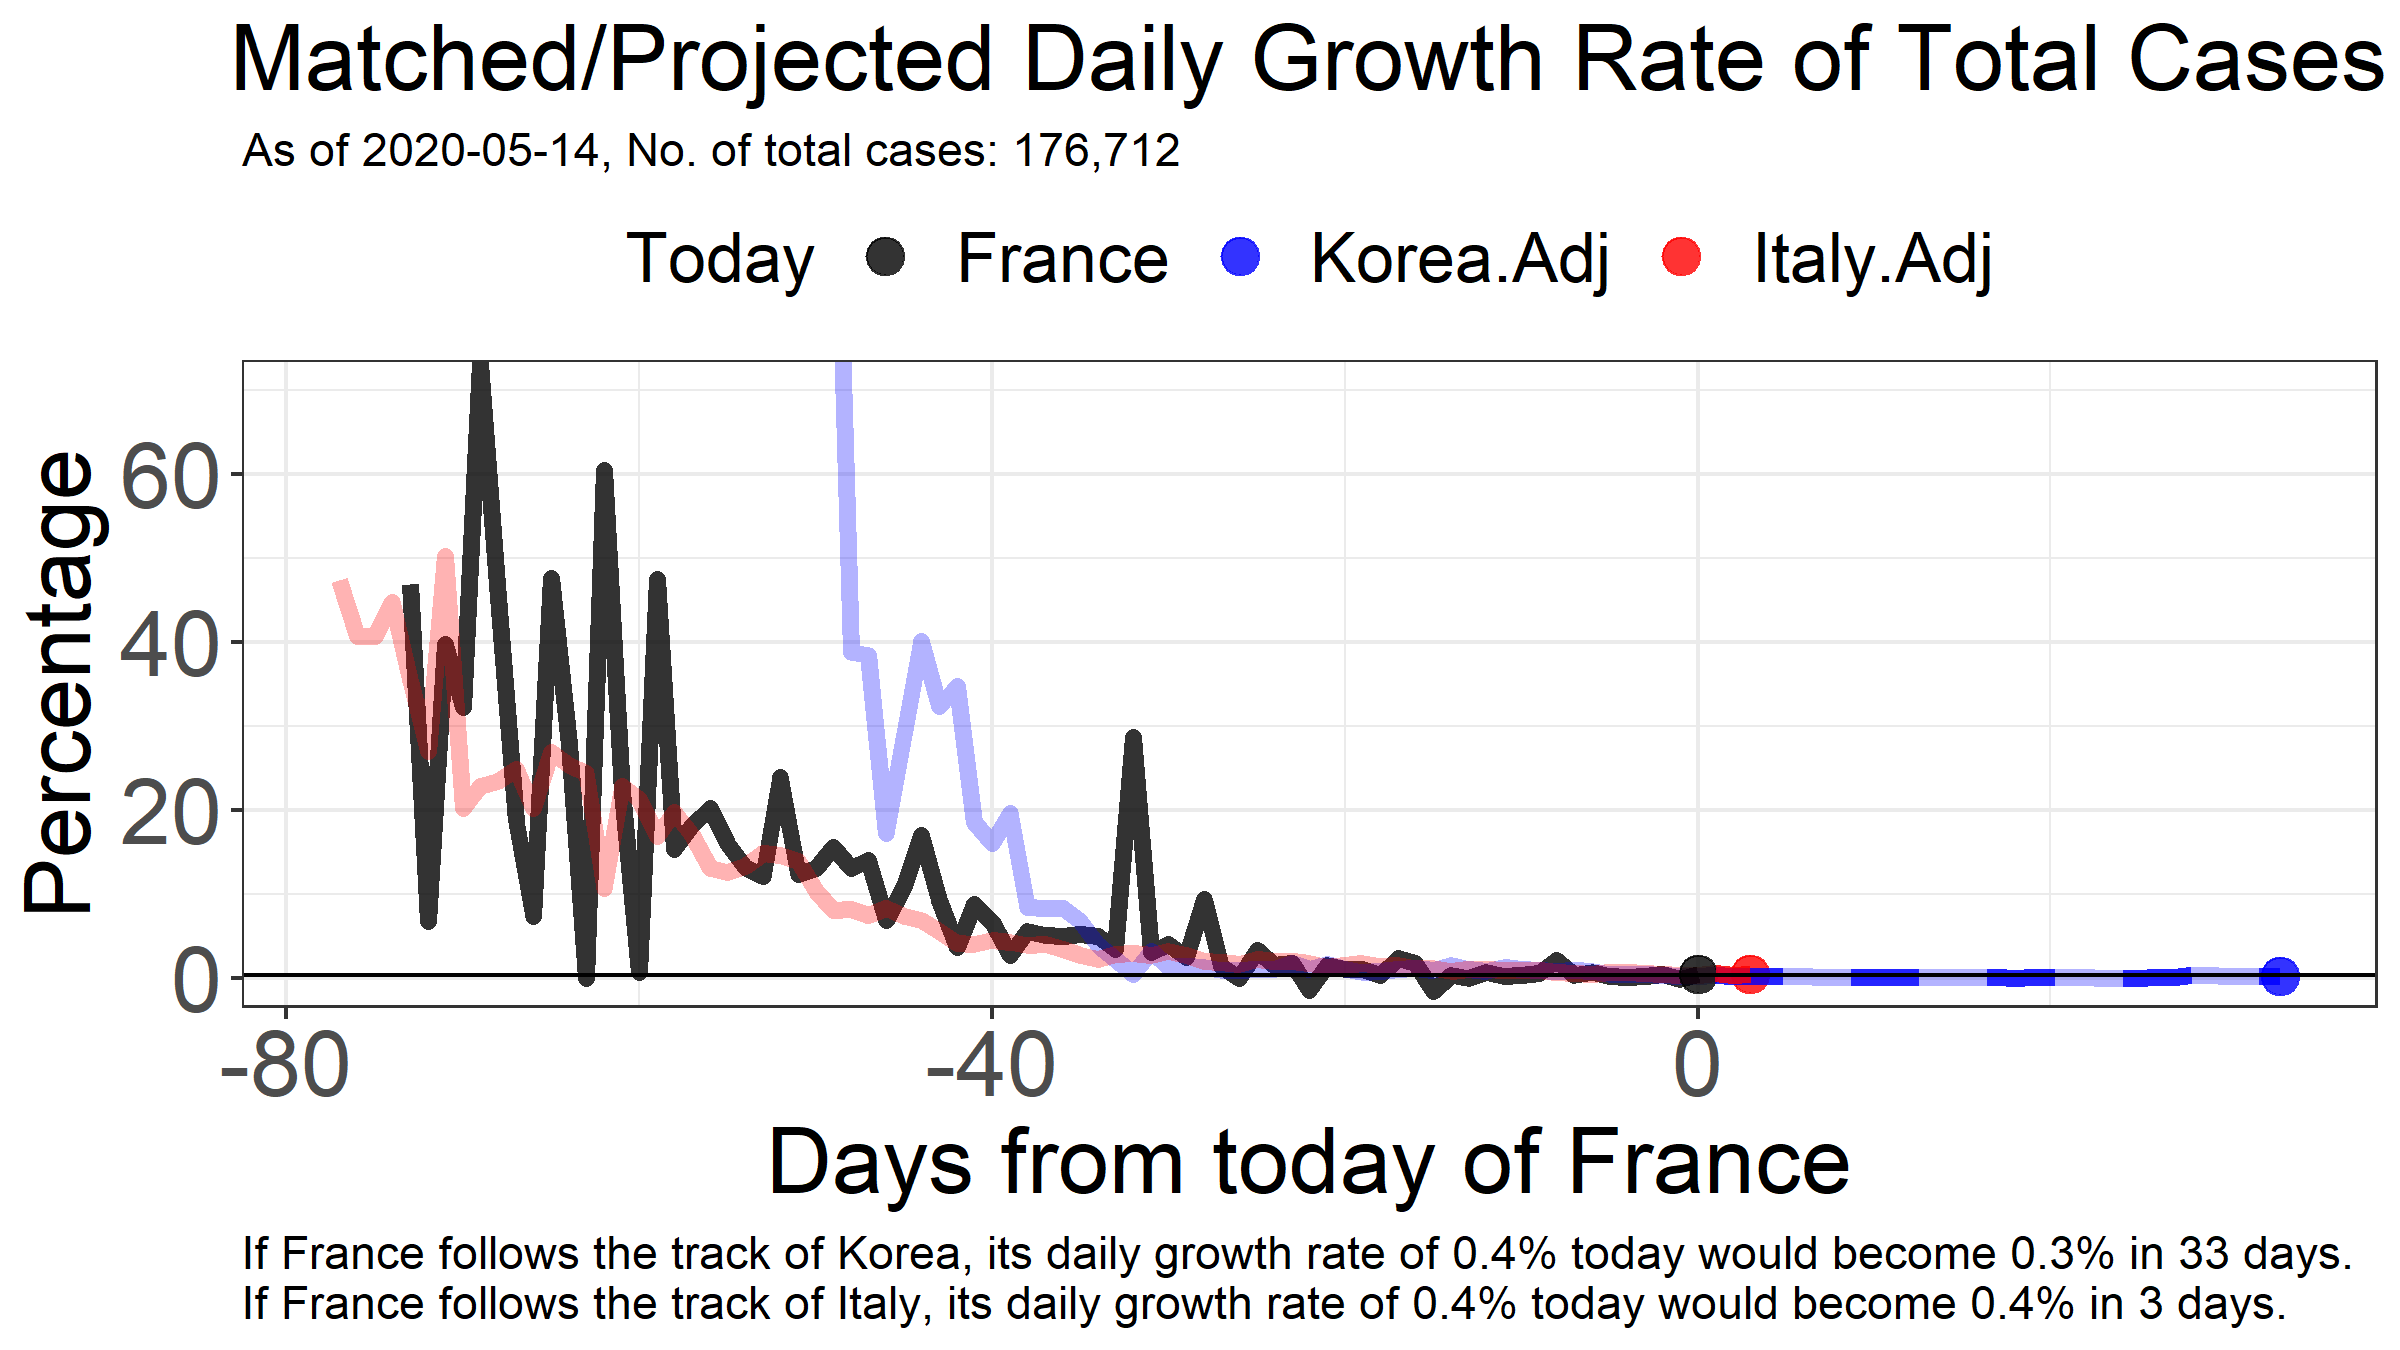 Matched/Projected Daily Growth Rate of Total Cases
As of 2020-05-14, No. of total cases: 176,712
Today France Korea.Adj Italy.Adj
Percentage
60
40
20
0
-80 -40 0
Days from today of France
If France follows the track of Korea, its daily growth rate of 0.4% today would become 0.3% in 33 days.
If France follows the track of Italy, its daily growth rate of 0.4% today would become 0.4% in 3 days.